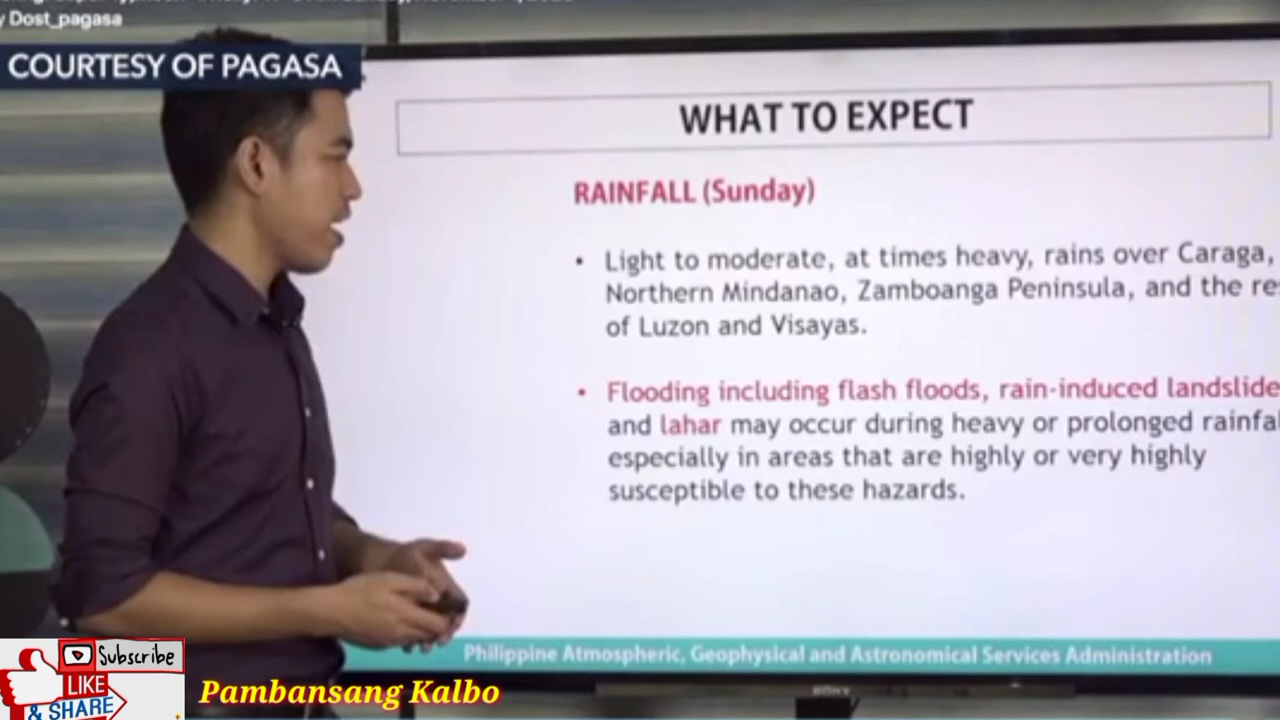 y Dost_pagasa
COURTESY OF PAGASA
WHAT TO EXPECT
RAINFALL (Sunday)
• Light to moderate, at times heavy, rains over Caraga,
Northern Mindanao, Zamboanga Peninsula, and the
of Luzon and Visayas.
• Flooding including flash floods, rain-induced landslide
and lahar may occur during heavy or prolonged
especially in areas that are highly or very highly
susceptible to these hazards.
Philippine Atmospheric, Geophysical and Astronomical Services Administration
SONY
Subscribe
LIKE
& SHARE
Pambansang Kalbo